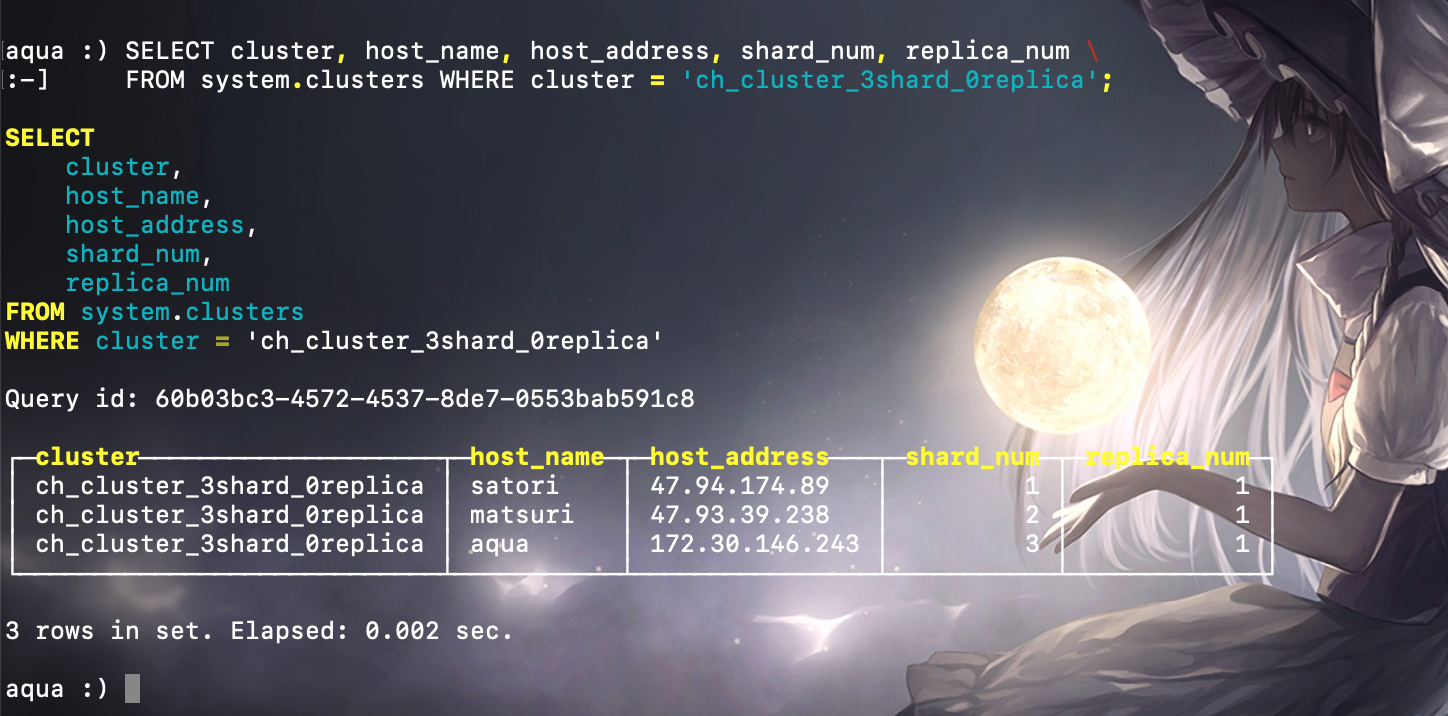 aqua :) SELECT cluster, host_name, host_address, shard_num, replica_num \
:-]     FROM system.clusters WHERE cluster = 'ch_cluster_3shard_0replica';
SELECT
    cluster,
    host_name,
    host_address,
    shard_num,
    replica_num
FROM system.clusters
WHERE cluster = 'ch_cluster_3shard_0replica'
Query id: 60b03bc3-4572-4537-8de7-0553bab591c8
┌─cluster────────────────────┬─host_name─┬─host_address───┬─shard_num─┬─replica_num─┐
│ ch_cluster_3shard_0replica │ satori    │ 47.94.174.89   │         1 │           1 │
│ ch_cluster_3shard_0replica │ matsuri   │ 47.93.39.238   │         2 │           1 │
│ ch_cluster_3shard_0replica │ aqua      │ 172.30.146.243 │         3 │           1 │
└────────────────────────────┴───────────┴────────────────┴───────────┴─────────────┘
3 rows in set. Elapsed: 0.002 sec.
aqua :)